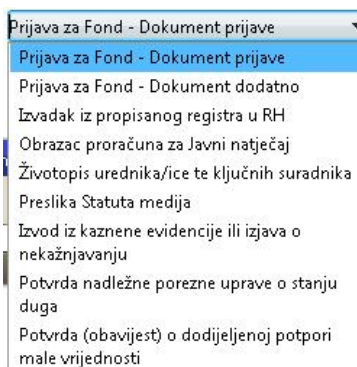 Prijava za Fond - Dokument prijave
Prijava za Fond - Dokument prijave
Prijava za Fond - Dokument dodatno
Izvadak iz propisanog registra u RH
Obrazac proračuna za Javni natječaj
Životopis urednika/ice te ključnih suradnika
Preslika Statuta medija
Izvod iz kaznene evidencije ili izjava o
nekažnjavanju
Potvrda nadležne porezne uprave o stanju
duga
Potvrda (obavijest) o dodijeljenoj potpori
male vrijednosti